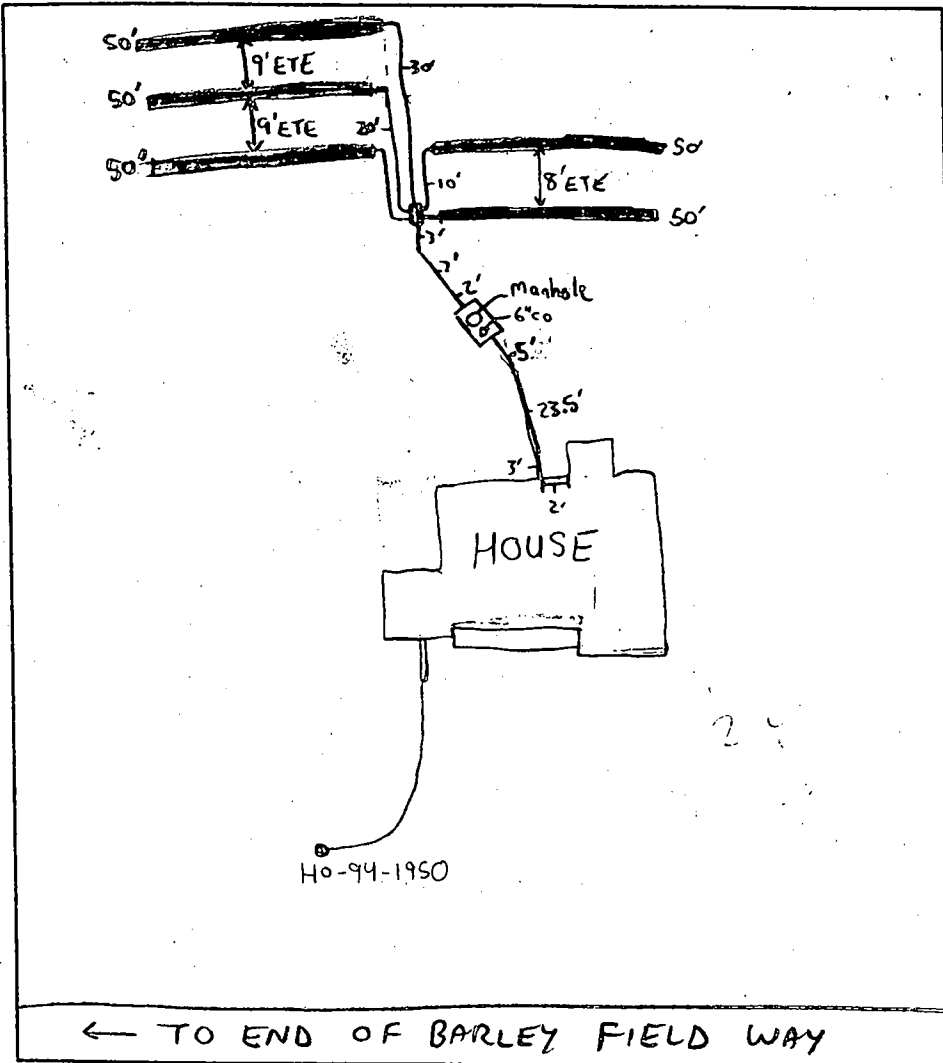 50'
9'ETE
30'
50'
9'ETE
20'
50'
50'
10'
8'ETE
50'
3'
2'
Manhole
6"co
5'
23.5'
3'
2'
HOUSE
Ho-94-1950
← TO END OF BARLEY FIELD WAY